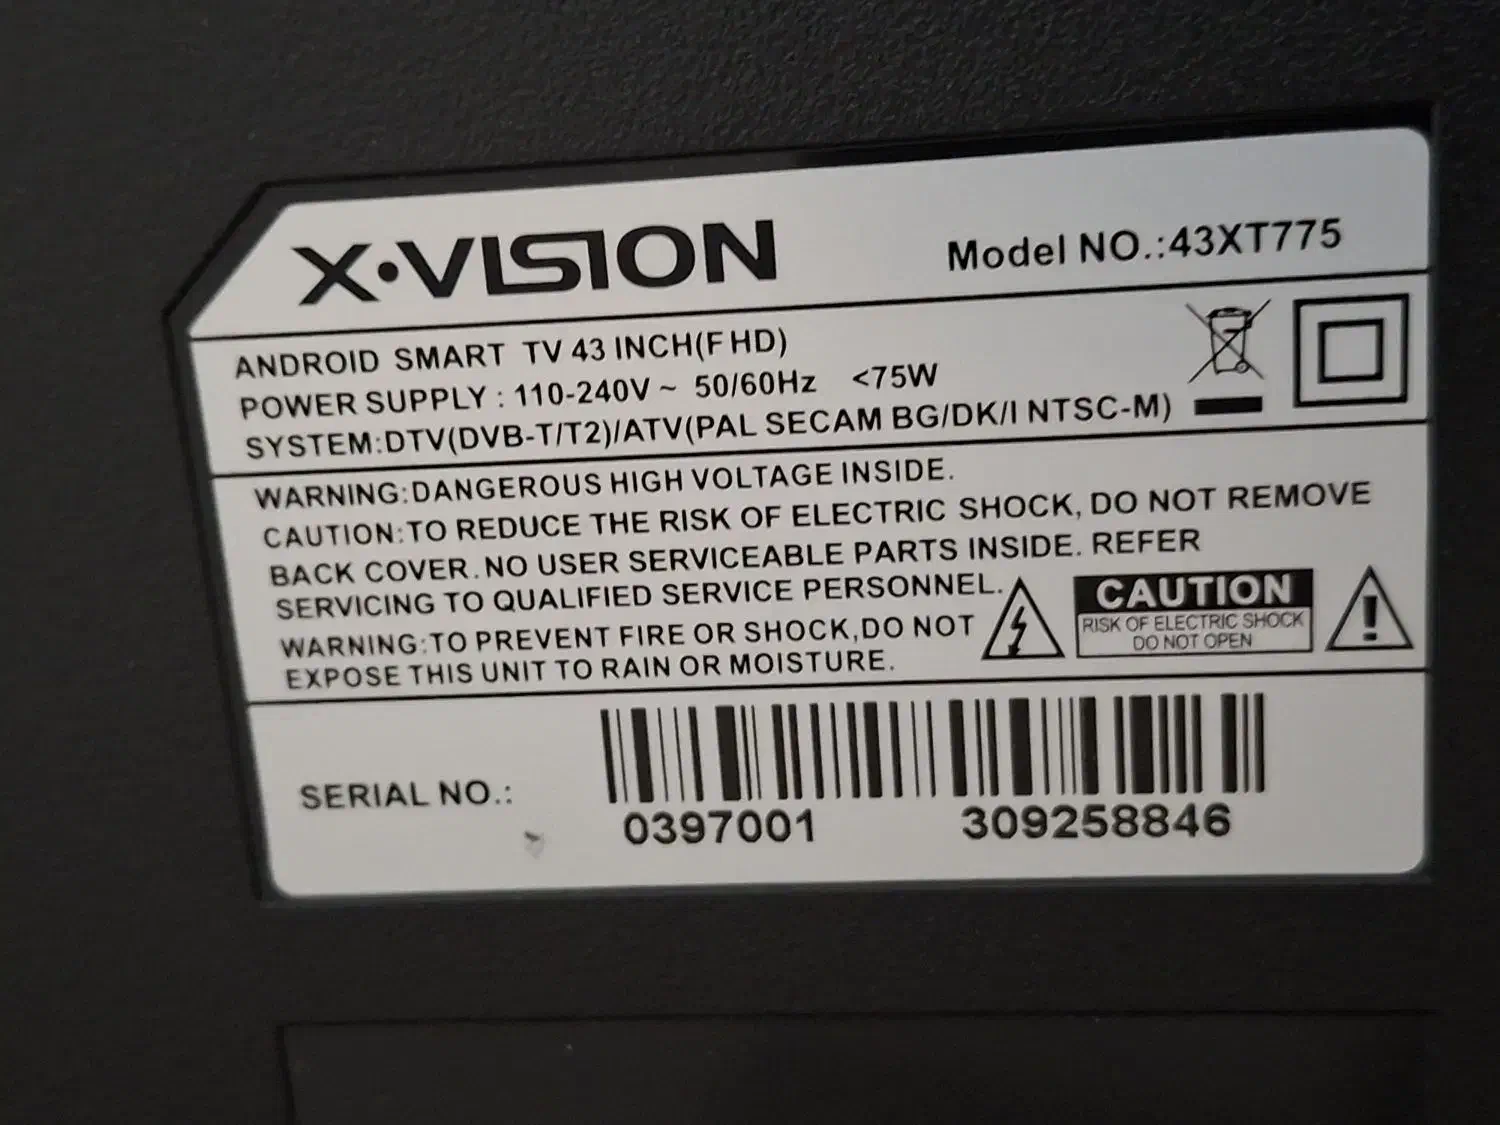 X·VISION
Model NO.:43XT775
ANDROID SMART TV 43 INCH(FHD)
POWER SUPPLY : 110-240V ~ 50/60Hz <75W
SYSTEM:DTV(DVB-T/T2)/ATV(PAL SECAM BG/DK/I NTSC-M)
WARNING:DANGEROUS HIGH VOLTAGE INSIDE.
CAUTION:TO REDUCE THE RISK OF ELECTRIC SHOCK, DO NOT REMOVE
BACK COVER. NO USER SERVICEABLE PARTS INSIDE. REFER
SERVICING TO QUALIFIED SERVICE PERSONNEL.
WARNING:TO PREVENT FIRE OR SHOCK,DO NOT
EXPOSE THIS UNIT TO RAIN OR MOISTURE.
CAUTION
RISK OF ELECTRIC SHOCK
DO NOT OPEN
SERIAL NO.:
0397001 309258846